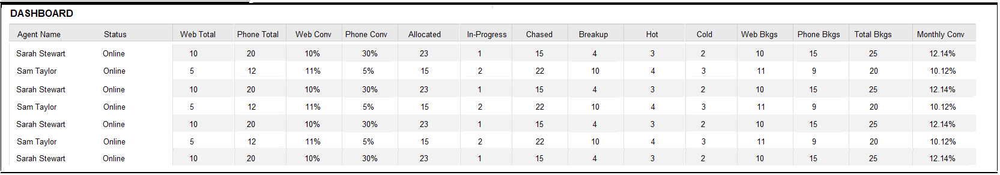 DASHBOARD
Agent Name Status Web Total Phone Total Web Conv Phone Conv Allocated In-Progress Chased Breakup Hot Cold Web Bkgs Phone Bkgs Total Bkgs Monthly Conv
Sarah Stewart Online 10 20 10% 30% 23 1 15 4 3 2 10 15 25 12.14%
Sam Taylor Online 5 12 11% 5% 15 2 22 10 4 3 11 9 20 10.12%
Sarah Stewart Online 10 20 10% 30% 23 1 15 4 3 2 10 15 25 12.14%
Sam Taylor Online 5 12 11% 5% 15 2 22 10 4 3 11 9 20 10.12%
Sarah Stewart Online 10 20 10% 30% 23 1 15 4 3 2 10 15 25 12.14%
Sam Taylor Online 5 12 11% 5% 15 2 22 10 4 3 11 9 20 10.12%
Sarah Stewart Online 10 20 10% 30% 23 1 15 4 3 2 10 15 25 12.14%